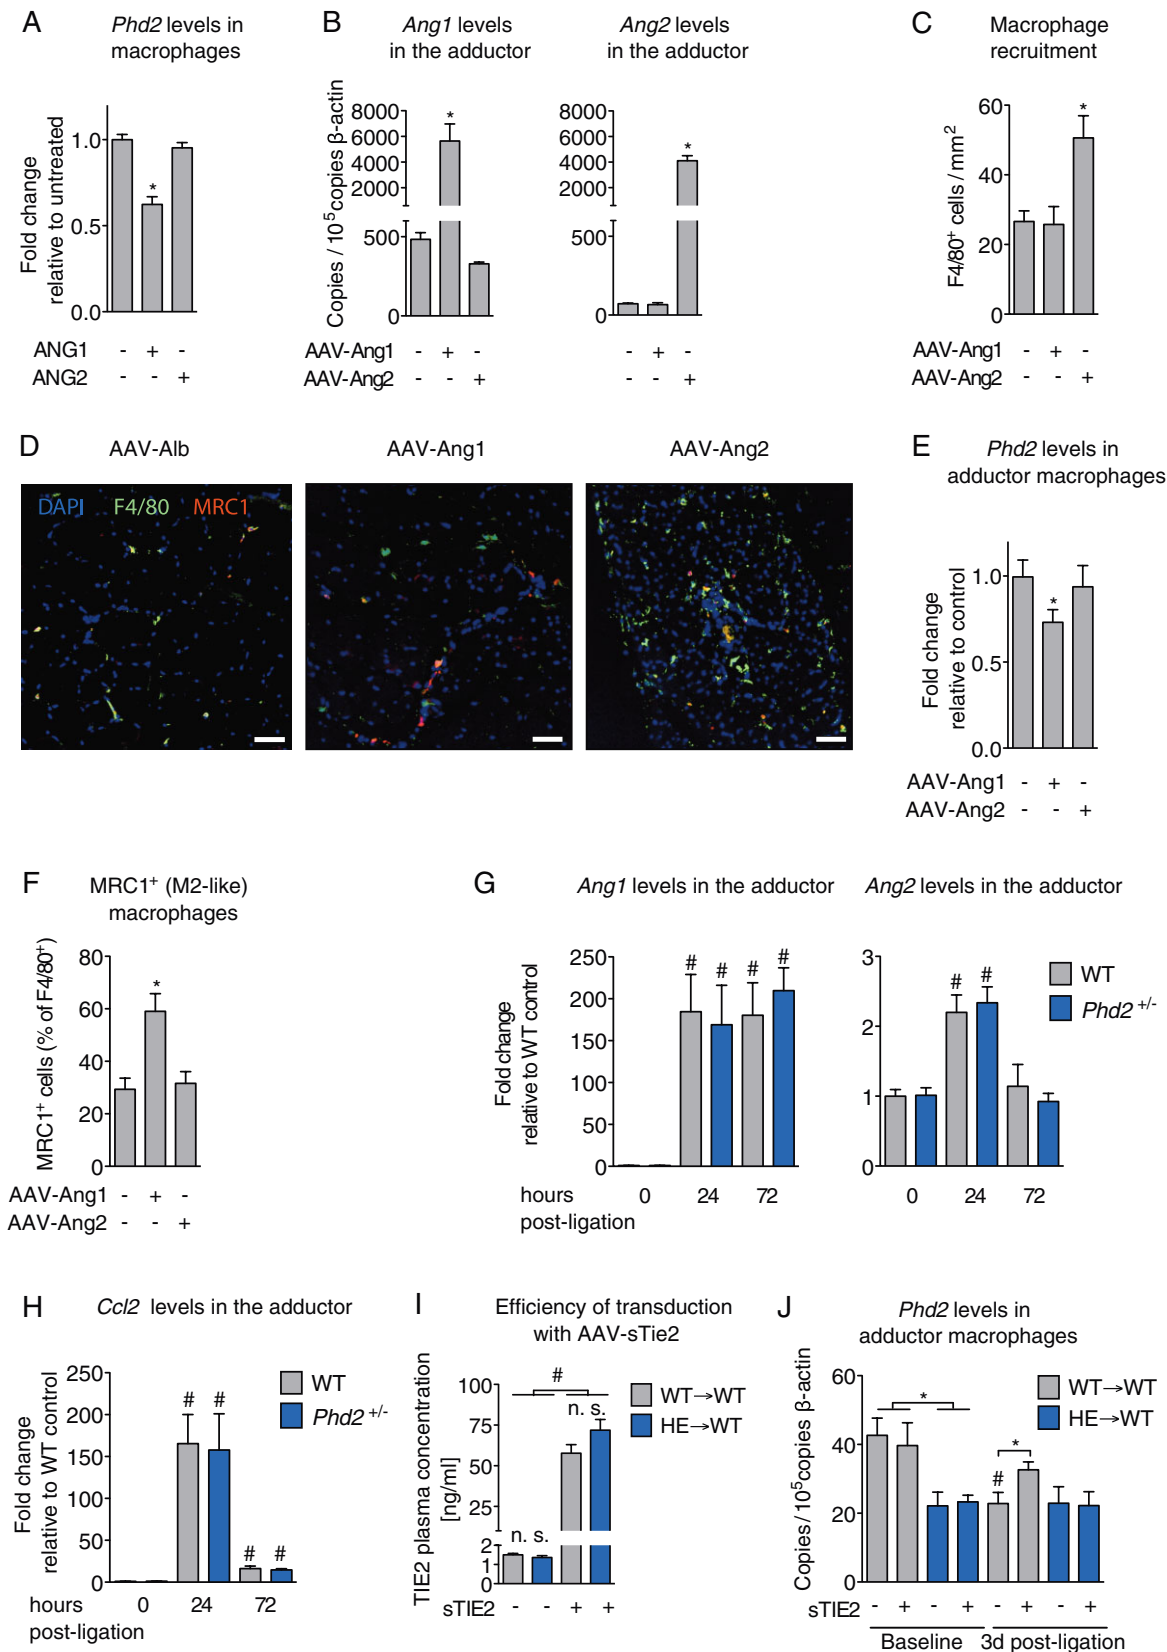 A
Phd2 levels in
macrophages
Fold change
relative to untreated
1.0
0.5
0.0
*
ANG1 - + -
ANG2 - - +
B
Ang1 levels
in the adductor
Ang2 levels
in the adductor
Copies / 10⁵ copies β-actin
8000
6000
4000
2000
500
0
*
8000
6000
4000
2000
500
0
*
AAV-Ang1 - + - - + -
AAV-Ang2 - - + - - +
C
Macrophage
recruitment
F4/80⁺ cells / mm²
60
40
20
0
*
AAV-Ang1 - + -
AAV-Ang2 - - +
D
AAV-Alb
AAV-Ang1
AAV-Ang2
DAPI F4/80 MRC1
E
Phd2 levels in
adductor macrophages
Fold change
relative to control
1.0
0.5
0.0
*
AAV-Ang1 - + -
AAV-Ang2 - - +
F
MRC1⁺ (M2-like)
macrophages
MRC1⁺ cells (% of F4/80⁺)
80
60
40
20
0
*
AAV-Ang1 - + -
AAV-Ang2 - - +
G
Ang1 levels in the adductor
Ang2 levels in the adductor
Fold change
relative to WT control
250
200
150
100
50
0
# # # #
3
2
1
0
# #
WT
Phd2 +/-
hours 0 24 72 0 24 72
post-ligation
H
Ccl2 levels in the adductor
Fold change
relative to WT control
250
200
150
100
50
0
# # # #
WT
Phd2 +/-
hours 0 24 72
post-ligation
I
Efficiency of transduction
with AAV-sTie2
TIE2 plasma concentration
[ng/ml]
100
75
50
25
2
1
0
#
n. s.
n. s.
WT→WT
HE→WT
sTIE2 - - + +
J
Phd2 levels in
adductor macrophages
Copies / 10⁵copies β-actin
60
40
20
0
*
*
#
WT→WT
HE→WT
sTIE2 - + - + - + - +
Baseline 3d post-ligation